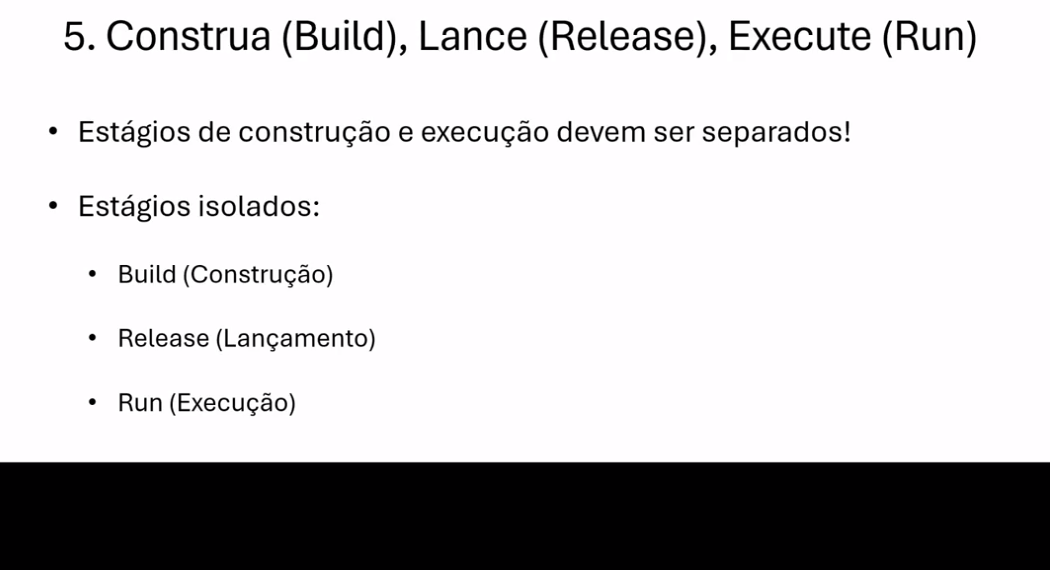 5. Construa (Build), Lance (Release), Execute (Run)
• Estágios de construção e execução devem ser separados!
• Estágios isolados:
• Build (Construção)
• Release (Lançamento)
• Run (Execução)